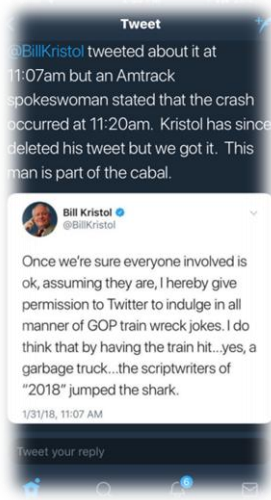 Tweet
@BillKristol tweeted about it at
11:07am but an Amtrack
spokeswoman stated that the crash
occurred at 11:20am. Kristol has since
deleted his tweet but we got it. This
man is part of the cabal.
Bill Kristol
@BillKristol
Once we're sure everyone involved is
ok, assuming they are, I hereby give
permission to Twitter to indulge in all
manner of GOP train wreck jokes. I do
think that by having the train hit...yes, a
garbage truck...the scriptwriters of
"2018" jumped the shark.
1/31/18, 11:07 AM
Tweet your reply
6